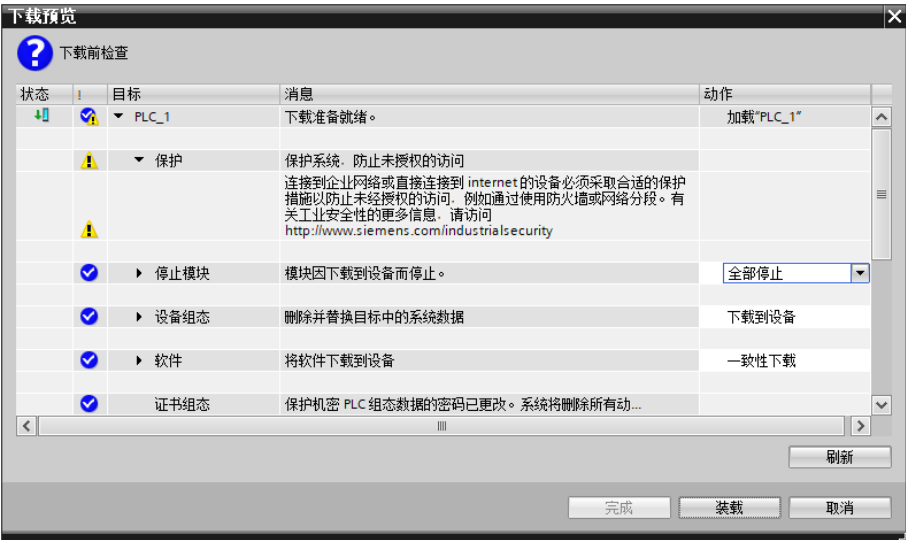 下载预览
下载前检查
状态 ! 目标 消息 动作
PLC_1 下载准备就绪。 加载"PLC_1"
保护 保护系统，防止未授权的访问
连接到企业网络或直接连接到 internet 的设备必须采取合适的保护
措施以防止未经授权的访问，例如通过使用防火墙或网络分段。有
关工业安全性的更多信息，请访问
http://www.siemens.com/industrialsecurity
停止模块 模块因下载到设备而停止。 全部停止
设备组态 删除并替换目标中的系统数据 下载到设备
软件 将软件下载到设备 一致性下载
证书组态 保护机密 PLC 组态数据的密码已更改。系统将删除所有动...
刷新
完成 装载 取消